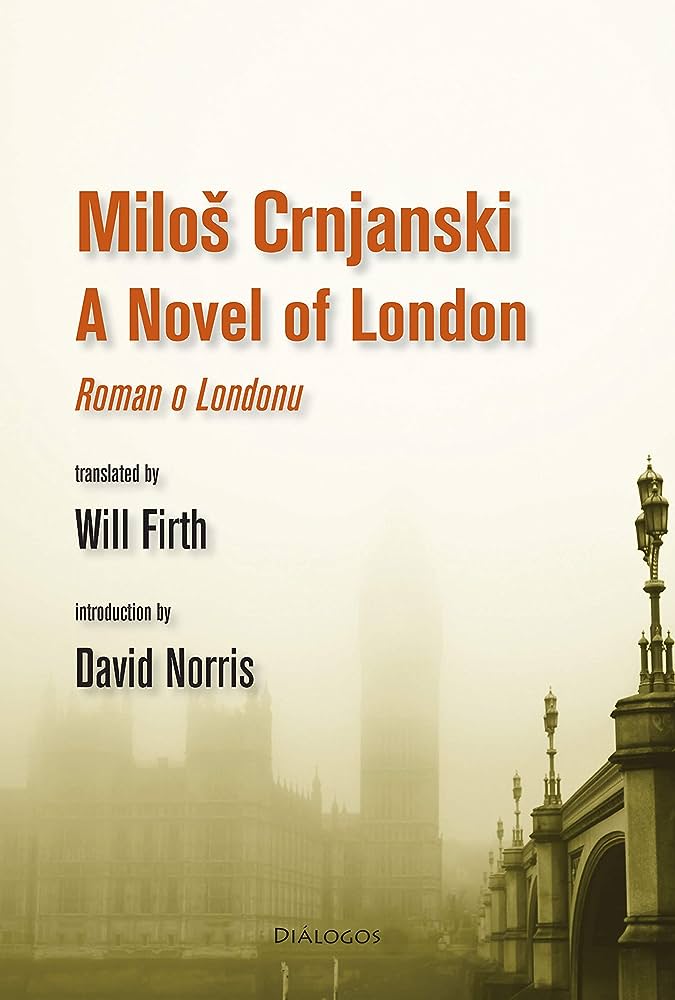 Miloš Crnjanski
A Novel of London
Roman o Londonu
translated by
Will Firth
introduction by
David Norris
DIÁLOGOS